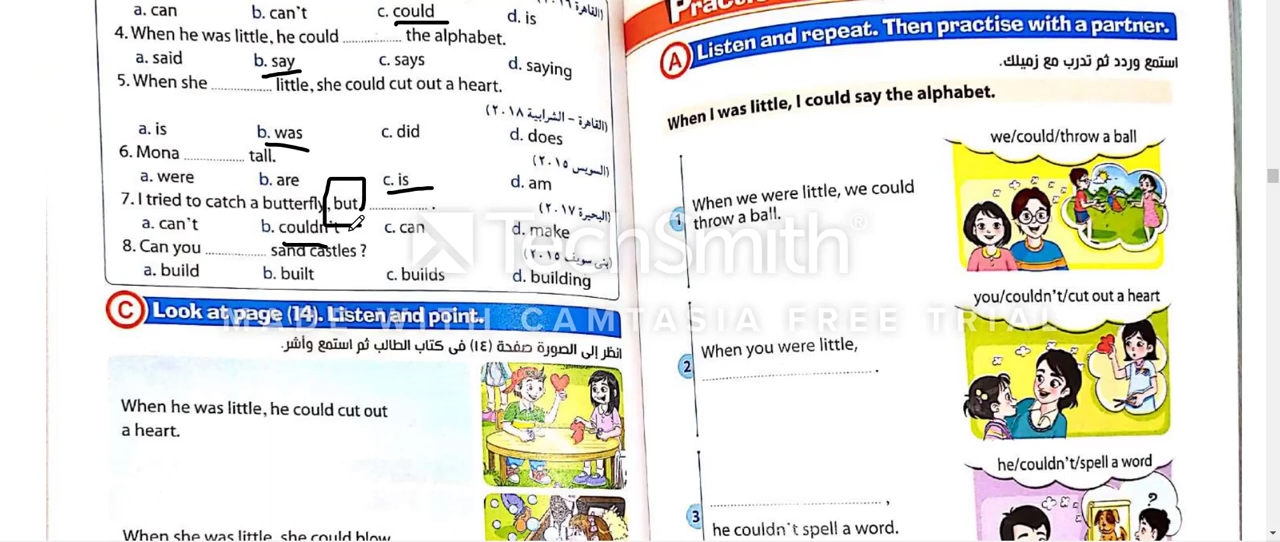 a. can b. can't c. could d. is
4. When he was little, he could ............ the alphabet.
a. said b. say c. says d. saying
5. When she ............ little, she could cut out a heart.
(القاهرة - الشرابية ٢٠١٨)
a. is b. was c. did d. does
6. Mona ............ tall.
(السويس ٢٠١٥)
a. were b. are c. is d. am
7. I tried to catch a butterfly, but ............ .
(البحيرة ٢٠١٧)
a. can't b. couldn't c. can d. make
8. Can you ............ sand castles ?
(بنى سويف ٢٠١٥)
a. build b. built c. builds d. building
C Look at page (14). Listen and point.
انظر إلى الصورة صفحة (١٤) فى كتاب الطالب ثم استمع وأشر.
When he was little, he could cut out
a heart.
When she was little, she could blow
A Listen and repeat. Then practise with a partner.
استمع وردد ثم تدرب مع زميلك.
When I was little, I could say the alphabet.
we/could/throw a ball
1 When we were little, we could
throw a ball.
you/couldn't/cut out a heart
2 When you were little,
............ .
he/couldn't/spell a word
?
3 ............ ,
he couldn't spell a word.
TechSmith®
MADE WITH CAMTASIA FREE TRIAL